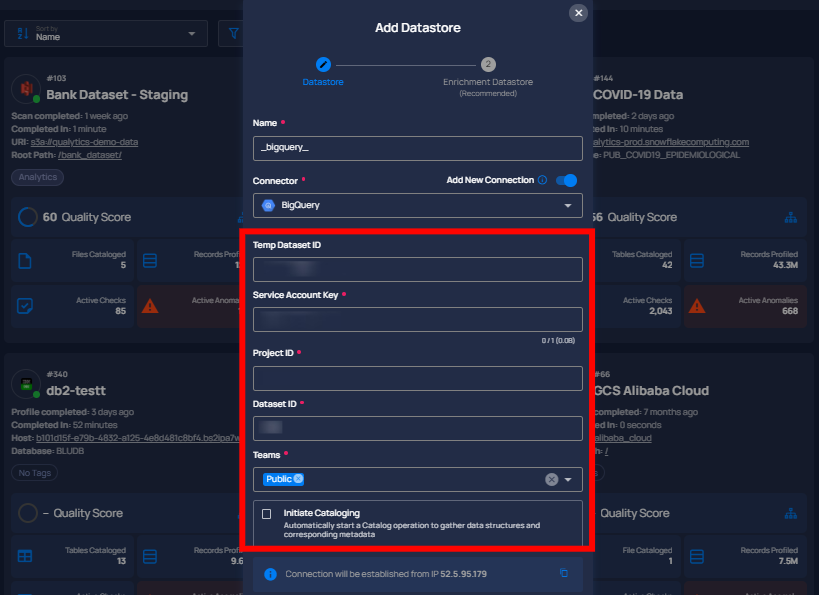 Sort by
Name
Add Datastore
Datastore
2
Enrichment Datastore
(Recommended)
#103
Bank Dataset - Staging
Scan completed: 1 week ago
Completed In: 1 minute
URI: s3a://qualytics-demo-data
Root Path: /bank_dataset/
Analytics
60 Quality Score
Files Cataloged
5
Records Prof
Active Checks
85
Active Anoma
#340
db2-testt
Profile completed: 3 days ago
Completed In: 52 minutes
Host: b101d15f-e79b-4832-a125-4e8d481c8bf4.bs2ipa7w
Database: BLUDB
No Tags
– Quality Score
Tables Cataloged
13
Records Prof
9.6
Name *
_bigquery_
Connector *
Add New Connection
BigQuery
Temp Dataset ID
Service Account Key *
0 / 1 (0.0B)
Project ID *
Dataset ID *
Teams *
Public
Initiate Cataloging
Automatically start a Catalog operation to gather data structures and
corresponding metadata
Connection will be established from IP 52.5.95.179
#144
COVID-19 Data
mpleted: 2 days ago
ted In: 10 minutes
alytics-prod.snowflakecomputing.com
e: PUB_COVID19_EPIDEMIOLOGICAL
56 Quality Score
Tables Cataloged
42
Records Profiled
43.3M
Active Checks
2,043
Active Anomalies
668
#66
GCS Alibaba Cloud
completed: 7 months ago
ed In: 0 seconds
alibaba_cloud
h: /
Quality Score
File Cataloged
1
Records Profiled
7.5M